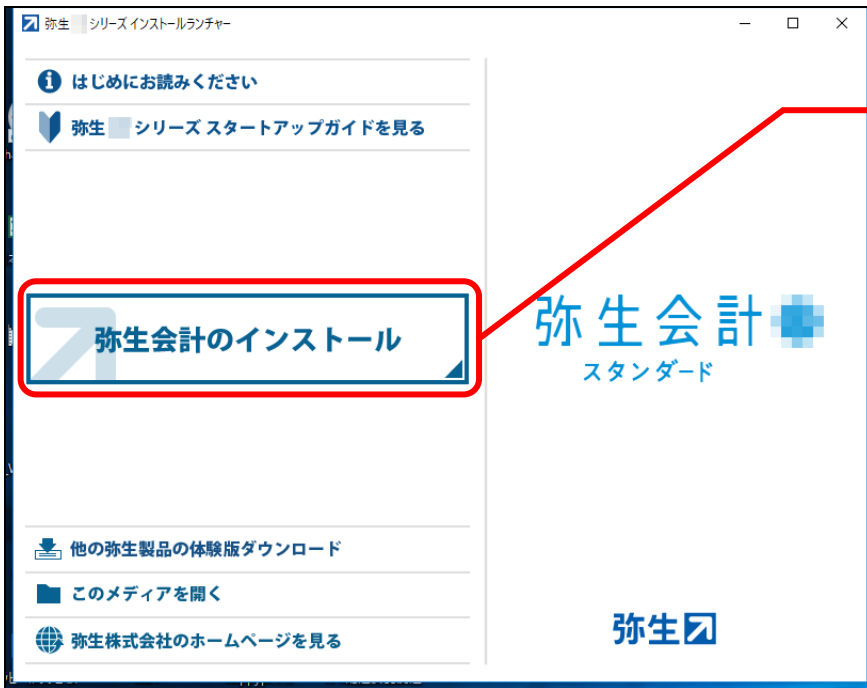 弥生 シリーズ インストールランチャー
はじめにお読みください
弥生 シリーズ スタートアップガイドを見る
弥生会計のインストール
弥生会計
スタンダード
他の弥生製品の体験版ダウンロード
このメディアを開く
弥生株式会社のホームページを見る
弥生